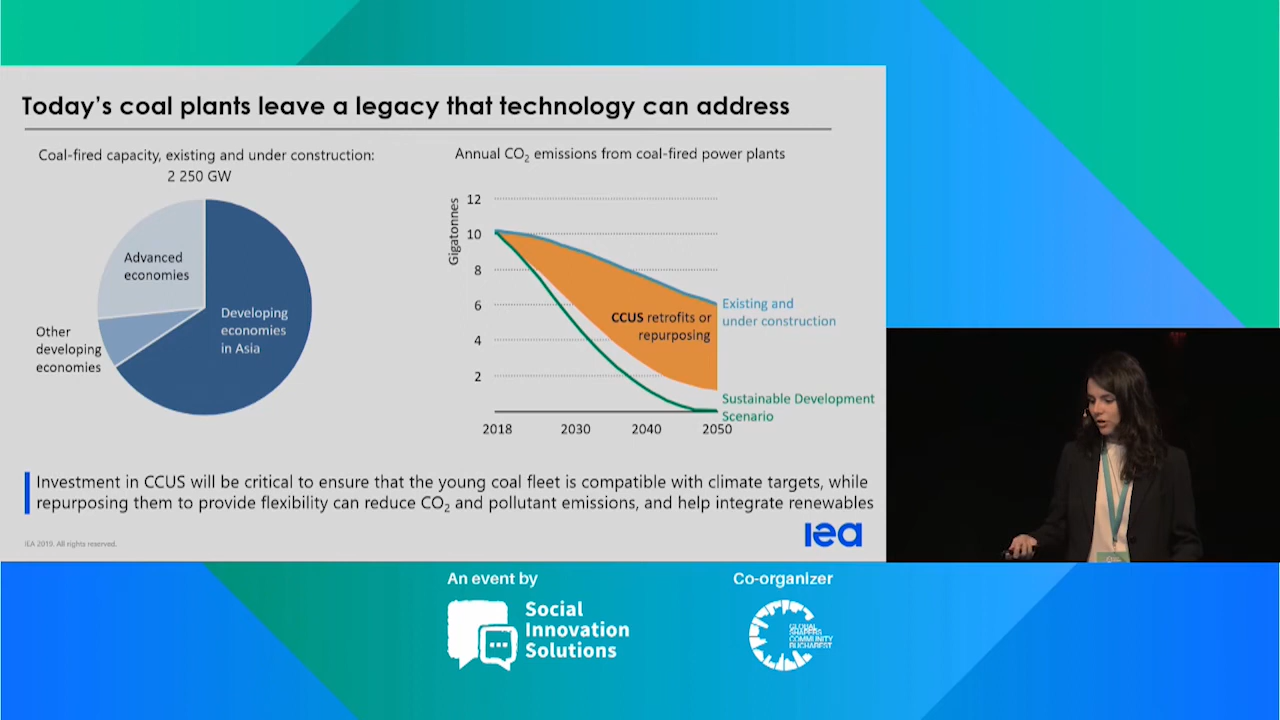 Today's coal plants leave a legacy that technology can address
Coal-fired capacity, existing and under construction:
2 250 GW
Advanced
economies
Developing
economies
in Asia
Other
developing
economies
Annual CO₂ emissions from coal-fired power plants
Gigatonnes
12
10
8
6
4
2
2018
2030
2040
2050
CCUS retrofits or
repurposing
Existing and
under construction
Sustainable Development
Scenario
Investment in CCUS will be critical to ensure that the young coal fleet is compatible with climate targets, while
repurposing them to provide flexibility can reduce CO₂ and pollutant emissions, and help integrate renewables
IEA 2019. All rights reserved.
iea
An event by
Social
Innovation
Solutions
Co-organizer
GLOBAL
SHAPERS
COMMUNITY
BUCHAREST